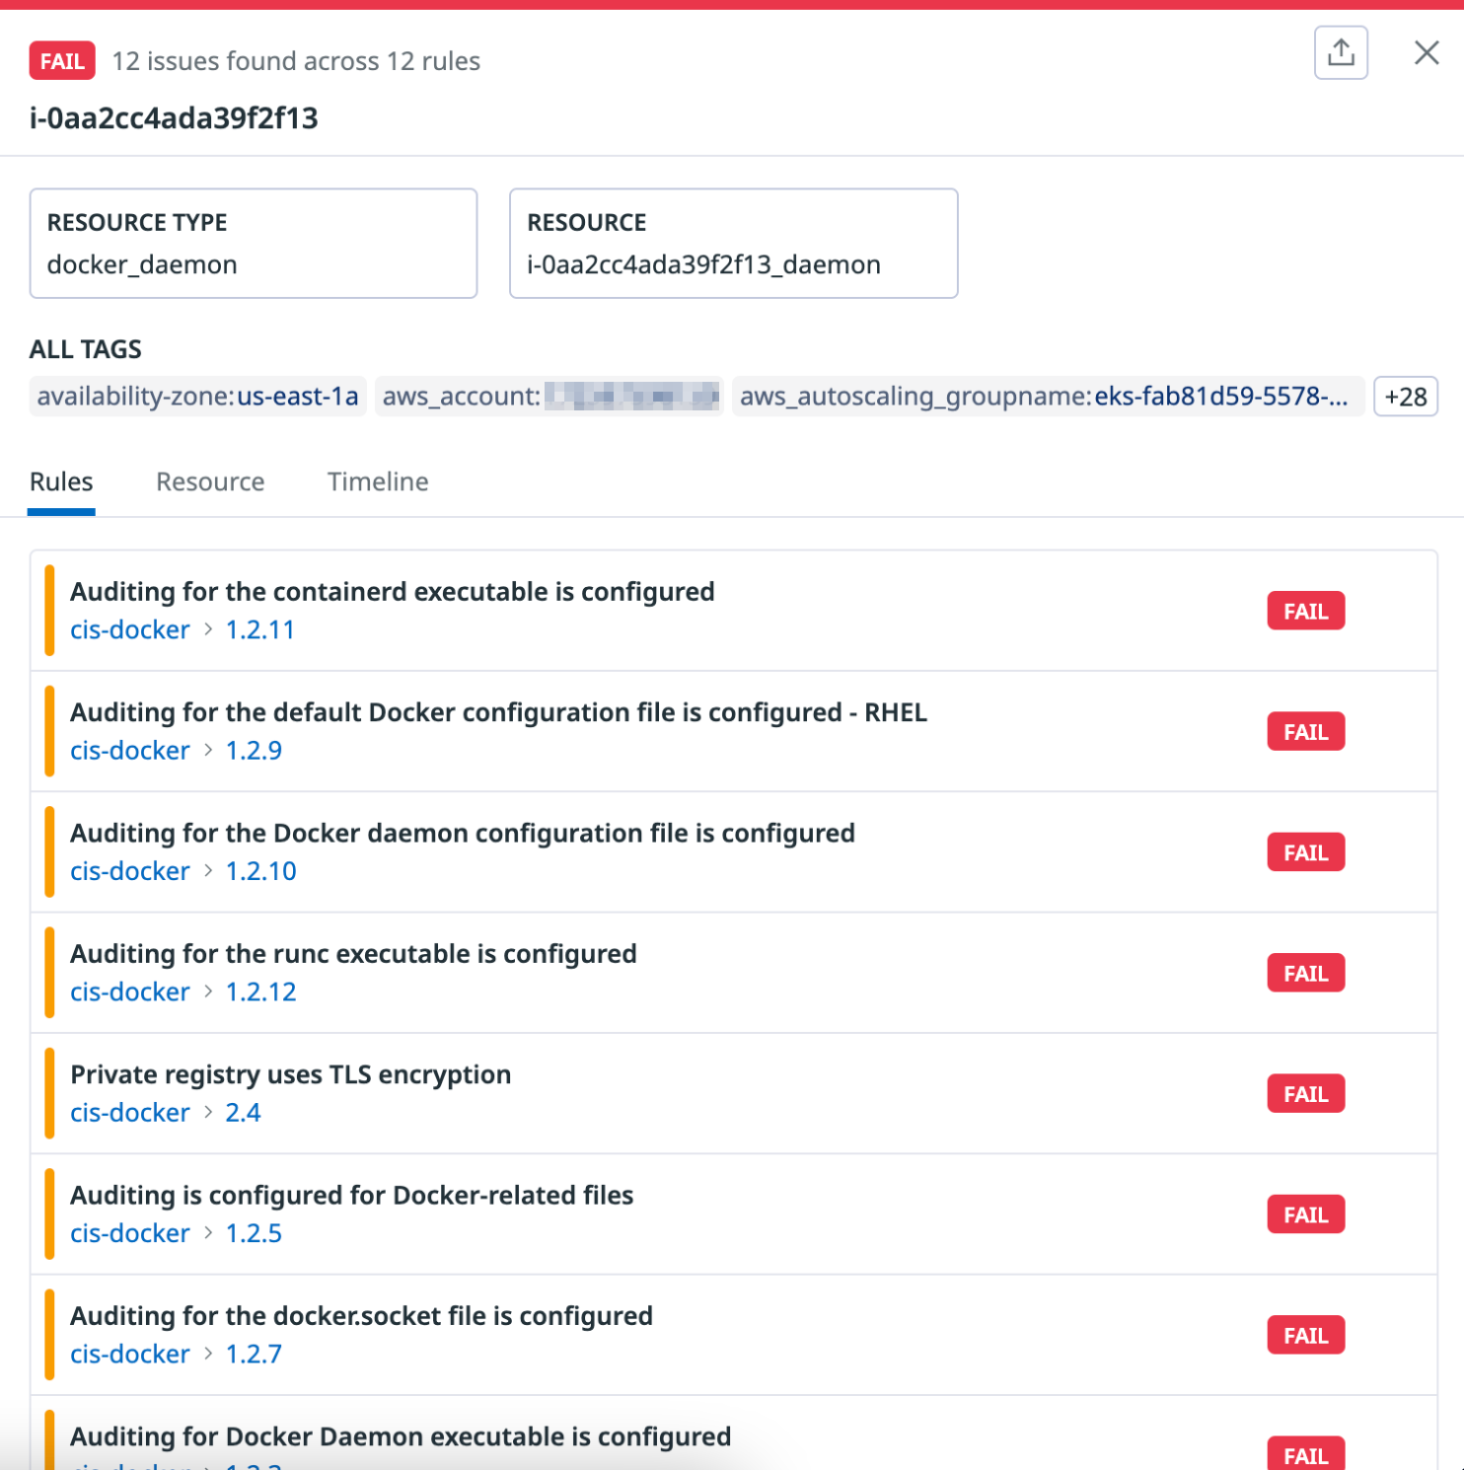 FAIL 12 issues found across 12 rules
i-0aa2cc4ada39f2f13
RESOURCE TYPE
docker_daemon
RESOURCE
i-0aa2cc4ada39f2f13_daemon
ALL TAGS
availability-zone:us-east-1a aws_account: aws_autoscaling_groupname:eks-fab81d59-5578-... +28
Rules Resource Timeline
Auditing for the containerd executable is configured
cis-docker > 1.2.11
FAIL
Auditing for the default Docker configuration file is configured - RHEL
cis-docker > 1.2.9
FAIL
Auditing for the Docker daemon configuration file is configured
cis-docker > 1.2.10
FAIL
Auditing for the runc executable is configured
cis-docker > 1.2.12
FAIL
Private registry uses TLS encryption
cis-docker > 2.4
FAIL
Auditing is configured for Docker-related files
cis-docker > 1.2.5
FAIL
Auditing for the docker.socket file is configured
cis-docker > 1.2.7
FAIL
Auditing for Docker Daemon executable is configured
FAIL